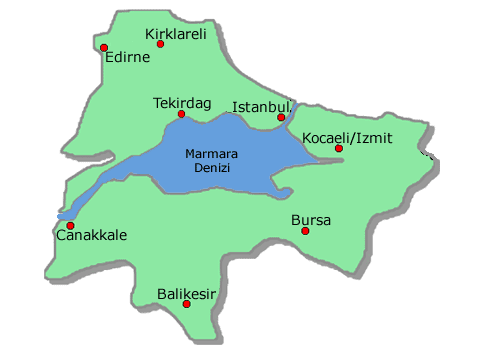 Kirklareli
Edirne
Tekirdag
Istanbul
Kocaeli/Izmit
Marmara
Denizi
Bursa
Canakkale
Balikesir